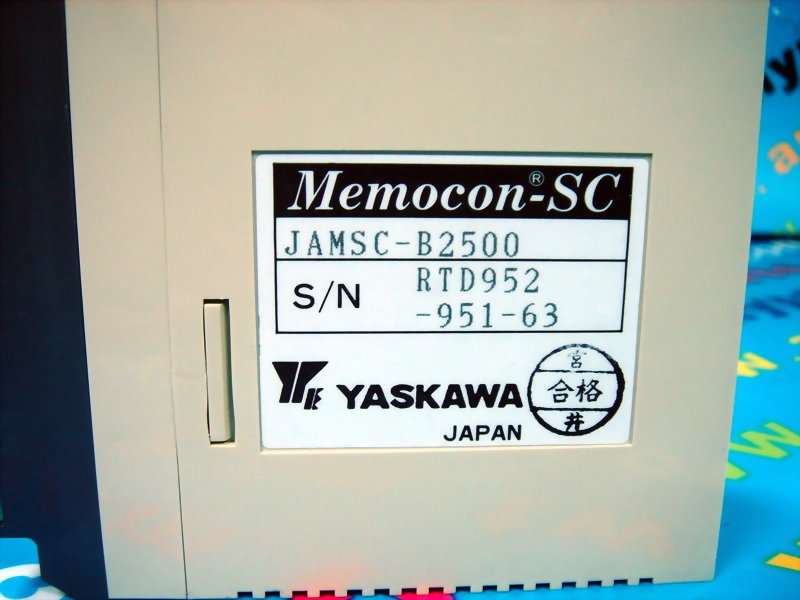 Memocon®-SC
JAMSC-B2500
S/N RTD952
-951-63
YASKAWA
JAPAN
宮
合格
井